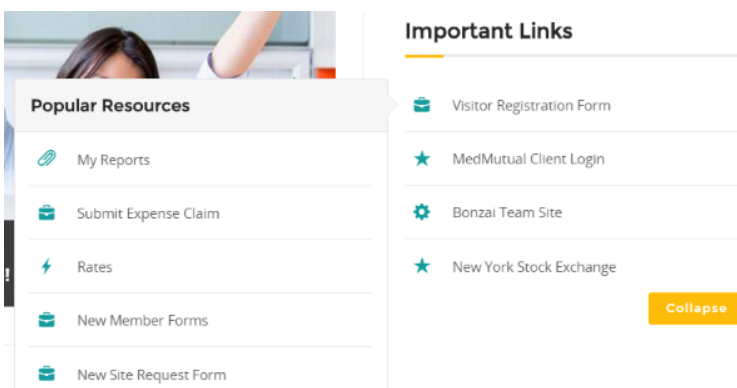 Important Links
Visitor Registration Form
MedMutual Client Login
Bonzai Team Site
New York Stock Exchange
Collapse
Popular Resources
My Reports
Submit Expense Claim
Rates
New Member Forms
New Site Request Form